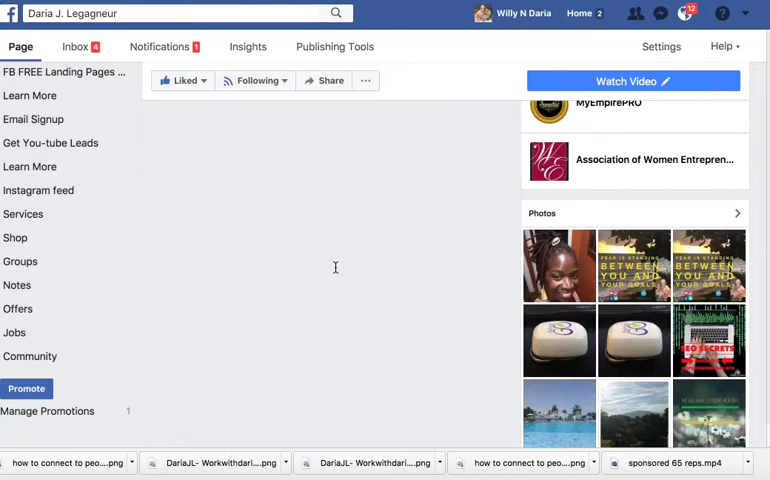 f Daria J. Legagneur Willy N Daria Home 2 12
Page Inbox 4 Notifications 1 Insights Publishing Tools Settings Help
Liked Following Share ... Watch Video
FB FREE Landing Pages ...
Learn More
Email Signup
Get You-tube Leads
Learn More
Instagram feed
Services
Shop
Groups
Notes
Offers
Jobs
Community
Promote
Manage Promotions 1
MyEmpirePRO
Association of Women Entrepren...
Photos
FEAR IS STANDING
BETWEEN
YOU AND
YOUR GOALS
FEAR IS STANDING
BETWEEN
YOU AND
YOUR GOALS
GO
GO
SEO SECRETS
how to connect to peo....png DariaJL- Workwithdari....png DariaJL- Workwithdari....png how to connect to peo....png sponsored 65 reps.mp4